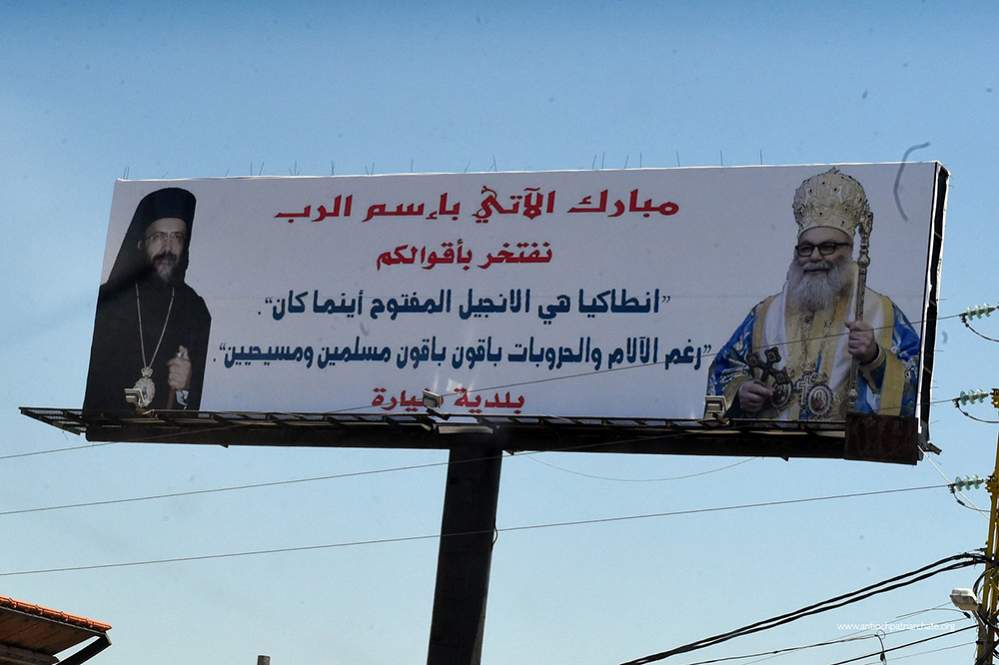 مبارك الآتي بإسم الرب
نفتخر بأقوالكم
"انطاكيا هي الانجيل المفتوح أينما كان".
"رغم الآلام والحروبات باقون باقون مسلمين ومسيحيين".
بلدية
www.antiochpatriarchate.org